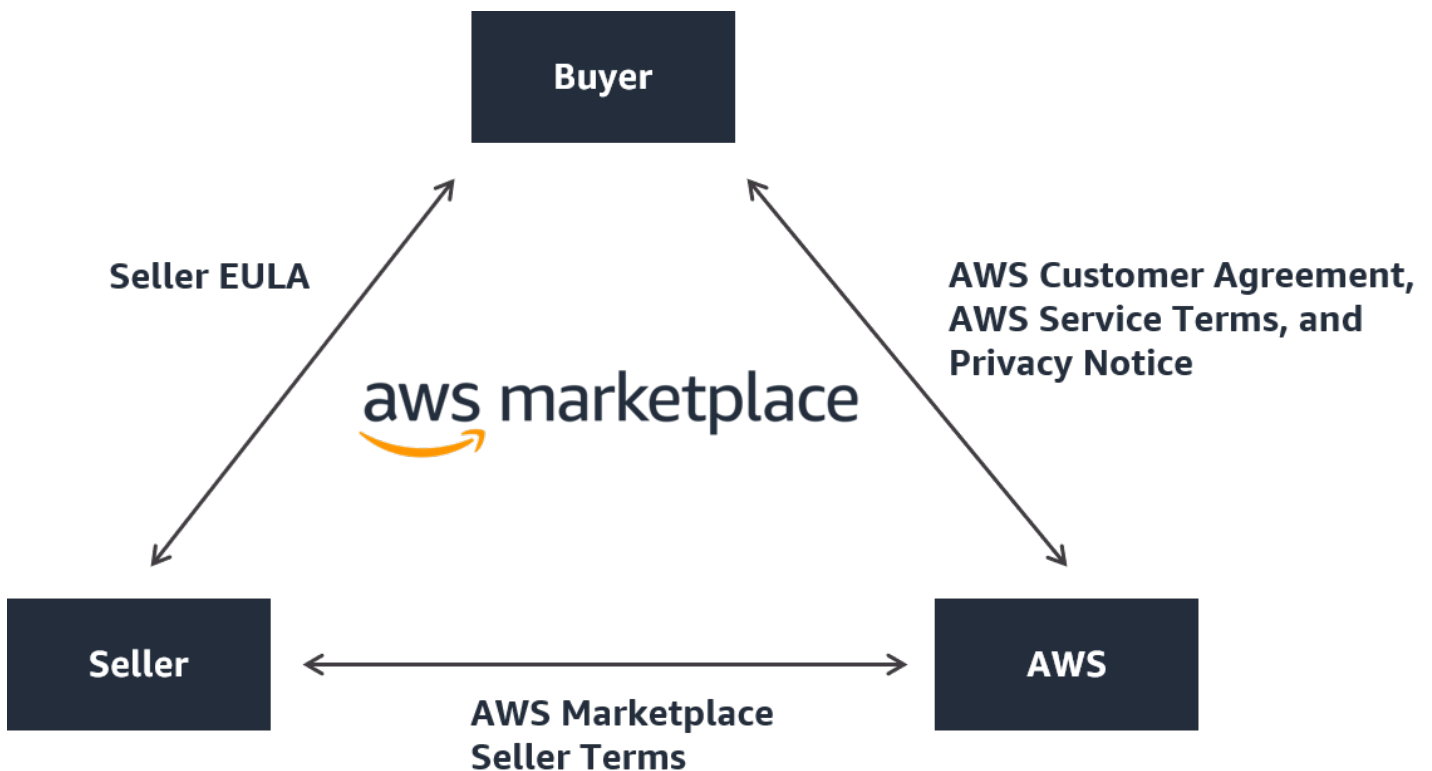 Buyer
Seller EULA
AWS Customer Agreement,
AWS Service Terms, and
Privacy Notice
aws marketplace
Seller
AWS
AWS Marketplace
Seller Terms